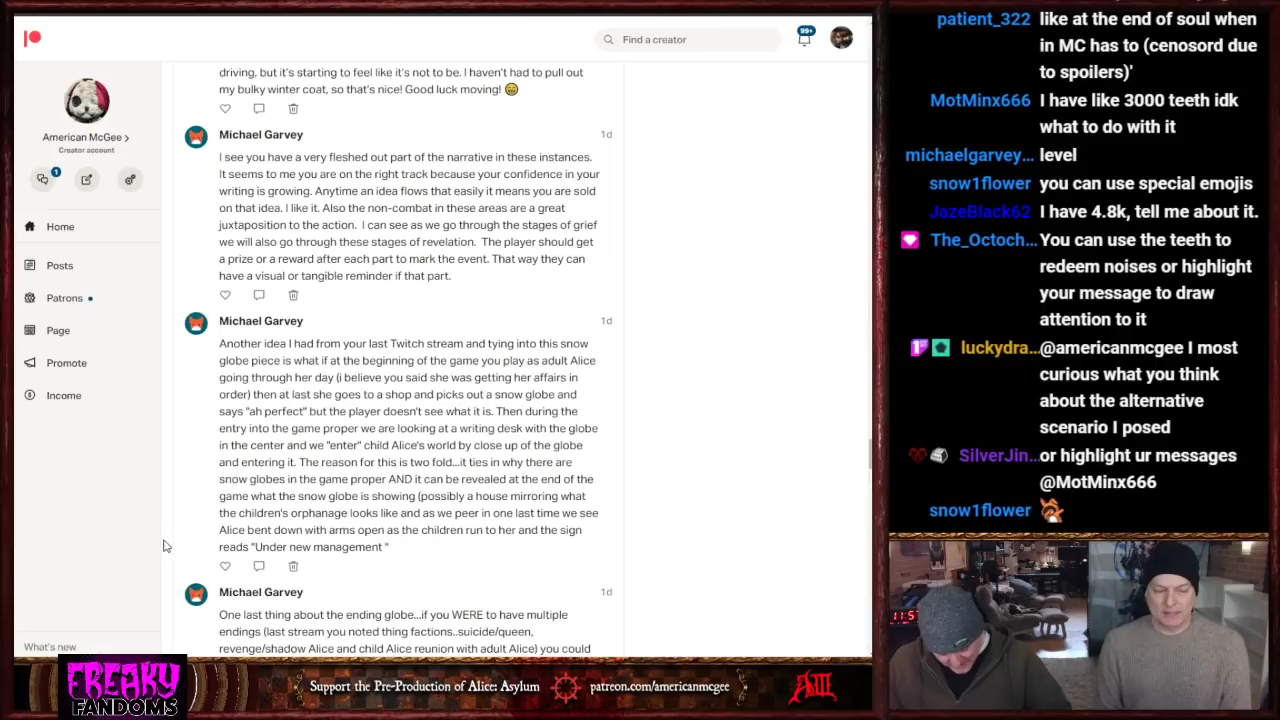 Find a creator
99+
American McGee
Creator account
1
Home
Posts
Patrons
Page
Promote
Income
What's new
driving, but it's starting to feel like it's not to be. I haven't had to pull out
my bulky winter coat, so that's nice! Good luck moving! 😁
Michael Garvey
1d
I see you have a very fleshed out part of the narrative in these instances.
It seems to me you are on the right track because your confidence in your
writing is growing. Anytime an idea flows that easily it means you are sold
on that idea. I like it. Also the non-combat in these areas are a great
juxtaposition to the action.  I can see as we go through the stages of grief
we will also go through these stages of revelation.  The player should get
a prize or a reward after each part to mark the event. That way they can
have a visual or tangible reminder if that part.
Michael Garvey
1d
Another idea I had from your last Twitch stream and tying into this snow
globe piece is what if at the beginning of the game you play as adult Alice
going through her day (i believe you said she was getting her affairs in
order) then at last she goes to a shop and picks out a snow globe and
says "ah perfect" but the player doesn't see what it is. Then during the
entry into the game proper we are looking at a writing desk with the globe
in the center and we "enter" child Alice's world by close up of the globe
and entering it. The reason for this is two fold...it ties in why there are
snow globes in the game proper AND it can be revealed at the end of the
game what the snow globe is showing (possibly a house mirroring what
the children's orphanage looks like and as we peer in one last time we see
Alice bent down with arms open as the children run to her and the sign
reads "Under new management "
Michael Garvey
1d
One last thing about the ending globe...if you WERE to have multiple
endings (last stream you noted thing factions..suicide/queen,
revenge/shadow Alice and child Alice reunion with adult Alice) you could
patient_322 like at the end of soul when
in MC has to (cenosord due
to spoilers)'
MotMinx666 I have like 3000 teeth idk
what to do with it
michaelgarvey… level
snow1flower you can use special emojis
JazeBlack62 I have 4.8k, tell me about it.
The_Octoch… You can use the teeth to
redeem noises or highlight
your message to draw
attention to it
luckydra… @americanmcgee I most
curious what you think
about the alternative
scenario I posed
SilverJin… or highlight ur messages
@MotMinx666
snow1flower
11:5
FREAKY
FANDOMS
Support the Pre-Production of Alice: Asylum
patreon.com/americanmcgee